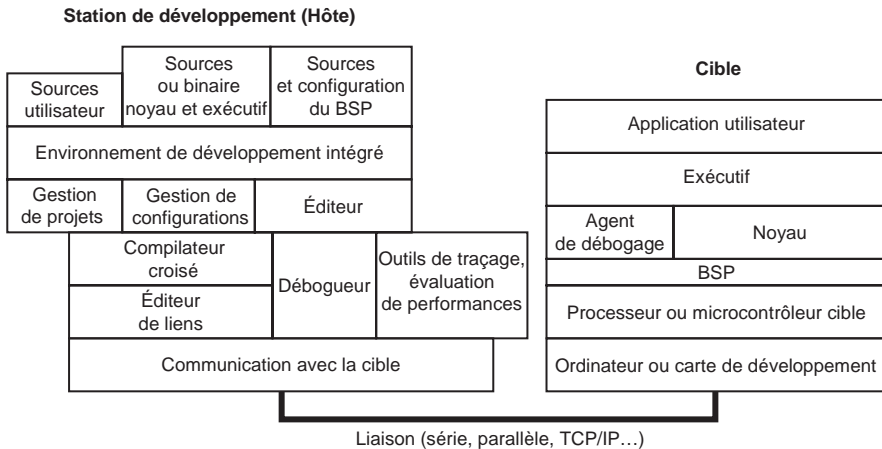 Station de développement (Hôte)
Sources
utilisateur
Sources
ou binaire
noyau et exécutif
Sources
et configuration
du BSP
Environnement de développement intégré
Gestion
de projets
Gestion de
configurations
Éditeur
Compilateur
croisé
Éditeur
de liens
Débogueur
Outils de traçage,
évaluation
de performances
Communication avec la cible
Cible
Application utilisateur
Exécutif
Agent
de débogage
Noyau
BSP
Processeur ou microcontrôleur cible
Ordinateur ou carte de développement
Liaison (série, parallèle, TCP/IP…)